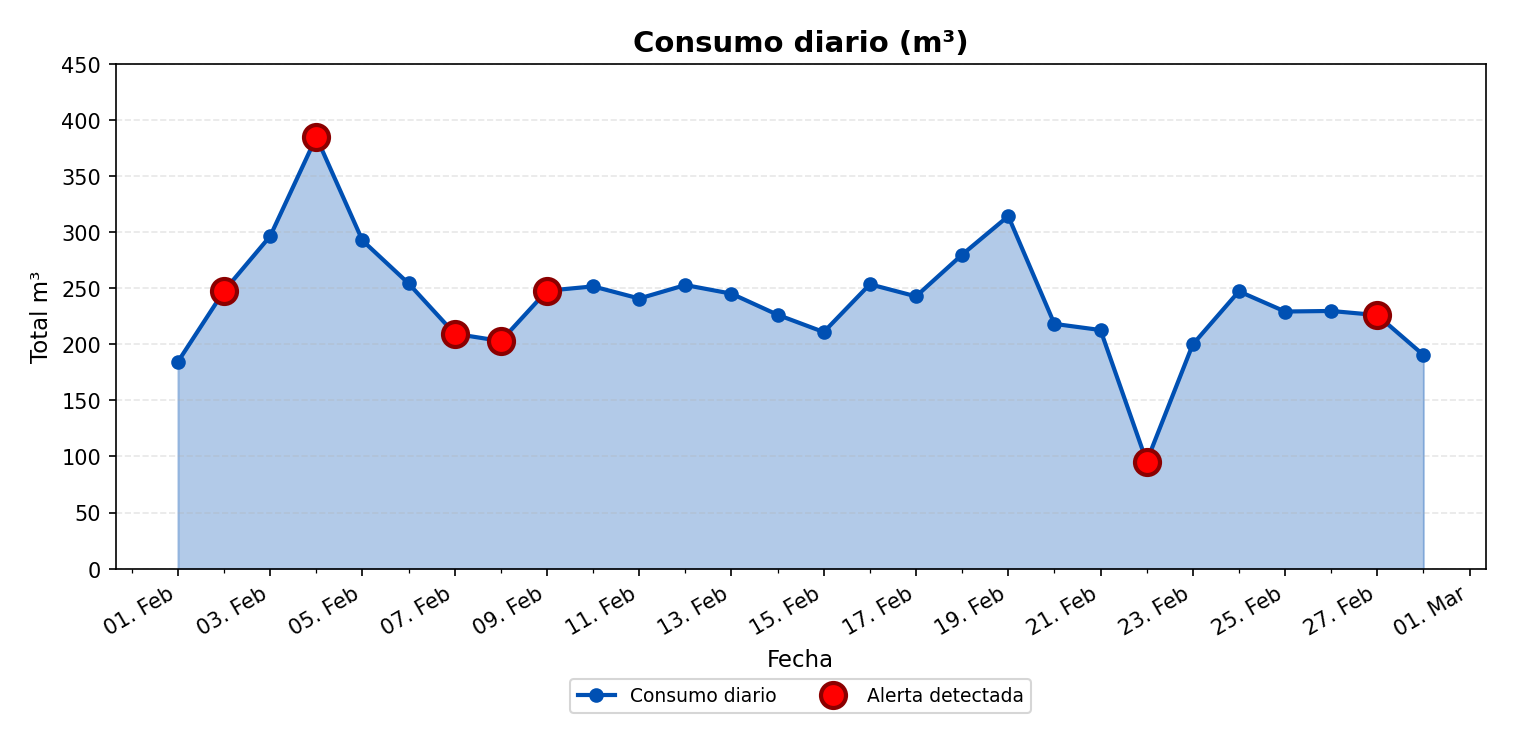 Consumo diario (m³)
450
400
350
300
250
200
150
100
50
0
Total m³
01. Feb
03. Feb
05. Feb
07. Feb
09. Feb
11. Feb
13. Feb
15. Feb
17. Feb
19. Feb
21. Feb
23. Feb
25. Feb
27. Feb
01. Mar
Fecha
Consumo diario
Alerta detectada